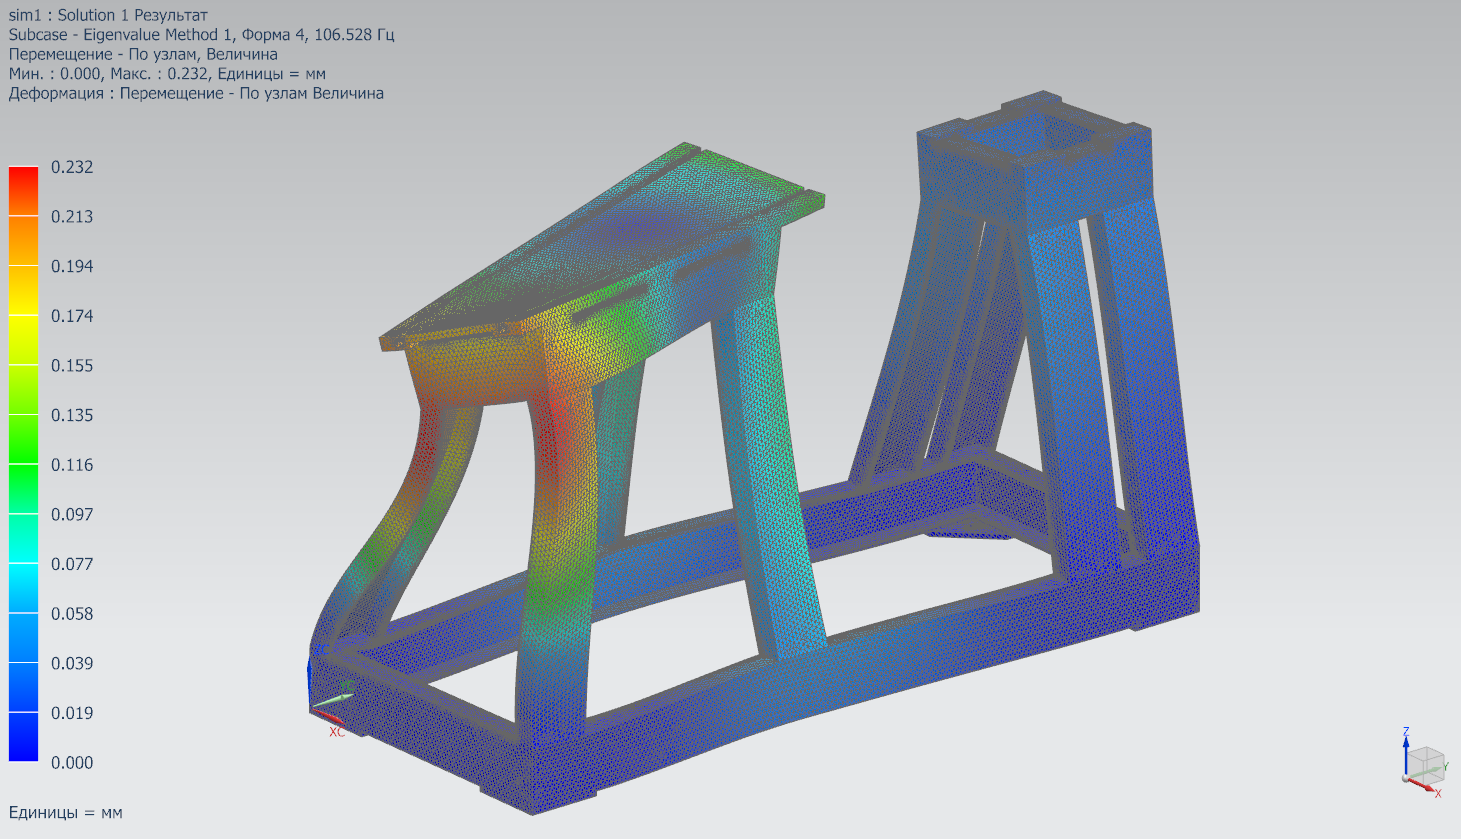 sim1 : Solution 1 Результат
Subcase - Eigenvalue Method 1, Форма 4, 106.528 Гц
Перемещение - По узлам, Величина
Мин. : 0.000, Макс. : 0.232, Единицы = мм
Деформация : Перемещение - По узлам Величина
0.232
0.213
0.194
0.174
0.155
0.135
0.116
0.097
0.077
0.058
0.039
0.019
0.000
XC
Z
Y
X
Единицы = мм